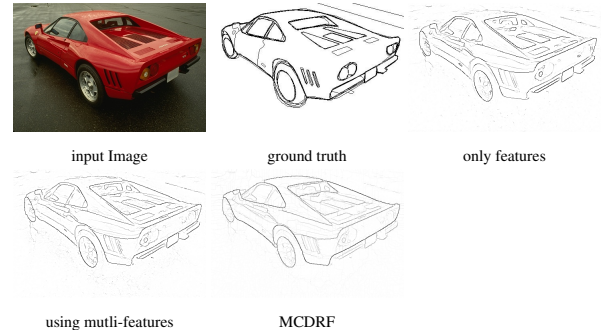 input Image
ground truth
only features
using mutli-features
MCDRF